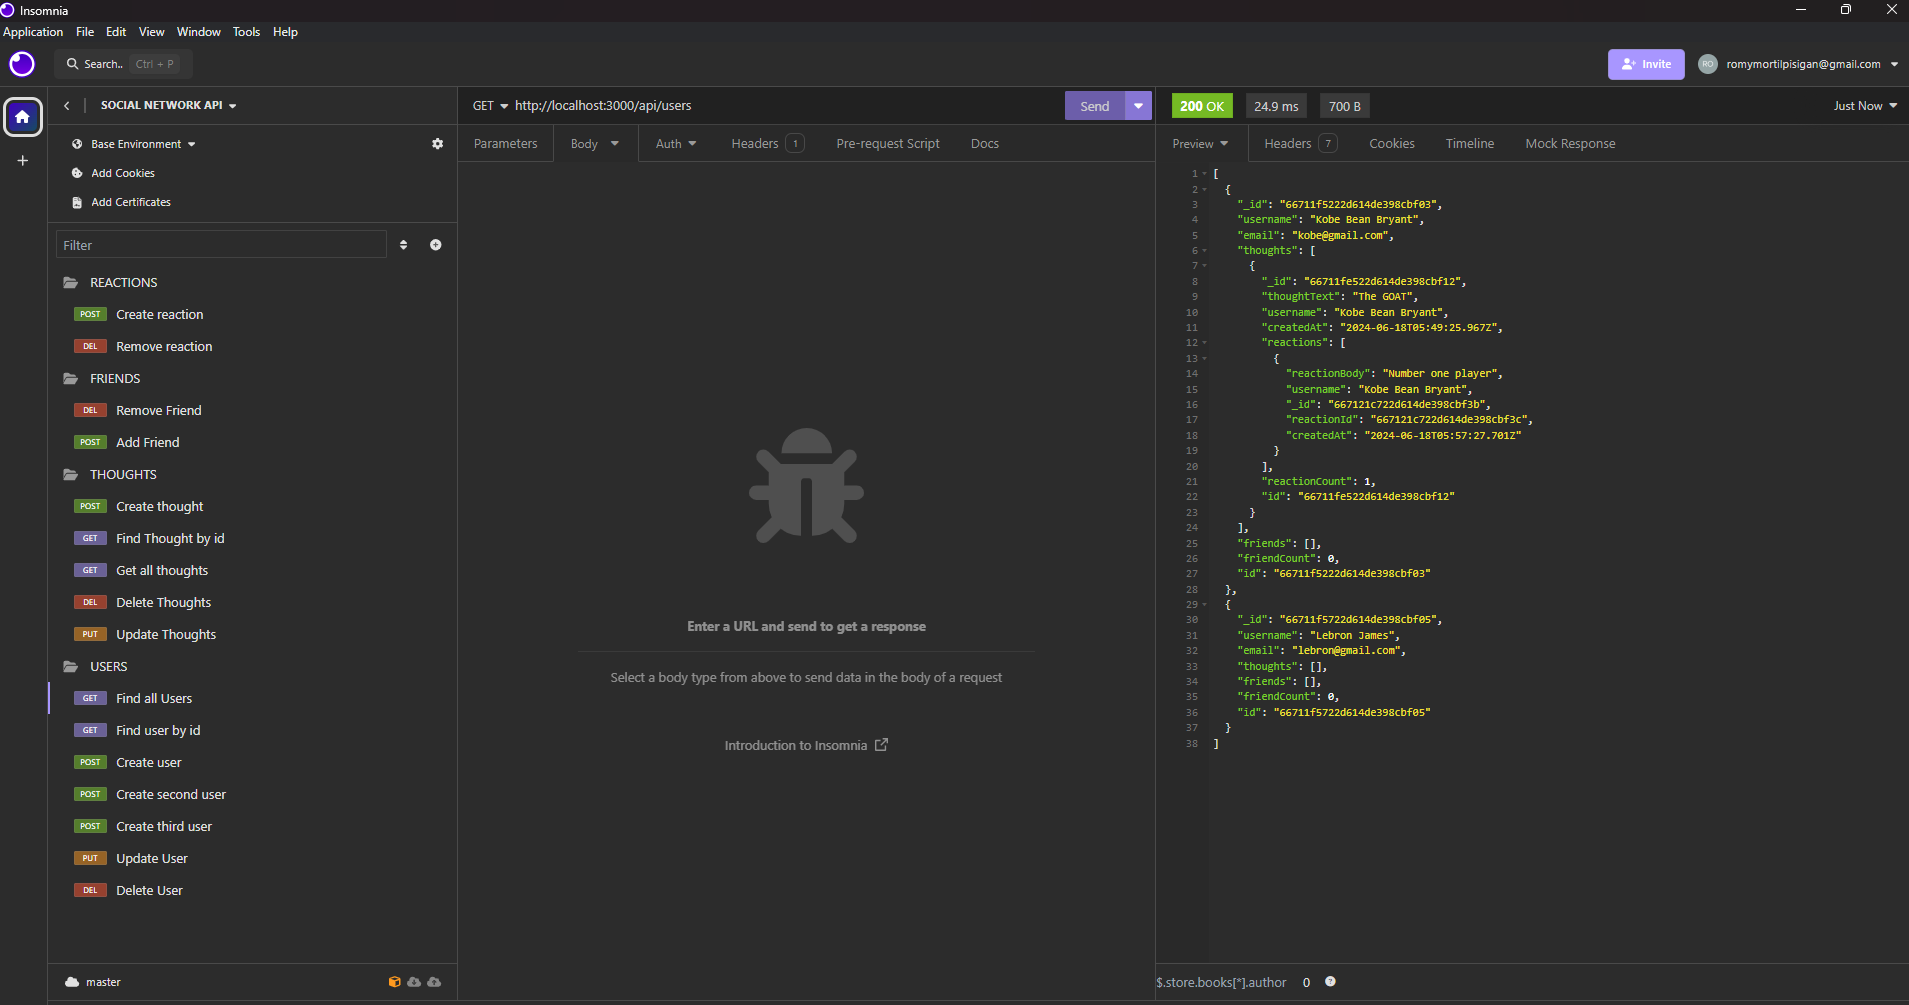 Insomnia
Application File Edit View Window Tools Help
Search.. Ctrl + P
Invite
RO romymortilpisigan@gmail.com
SOCIAL NETWORK API
Base Environment
Add Cookies
Add Certificates
Filter
REACTIONS
POST Create reaction
DEL Remove reaction
FRIENDS
DEL Remove Friend
POST Add Friend
THOUGHTS
POST Create thought
GET Find Thought by id
GET Get all thoughts
DEL Delete Thoughts
PUT Update Thoughts
USERS
GET Find all Users
GET Find user by id
POST Create user
POST Create second user
POST Create third user
PUT Update User
DEL Delete User
master
GET http://localhost:3000/api/users
Send
Parameters Body Auth Headers 1 Pre-request Script Docs
Enter a URL and send to get a response
Select a body type from above to send data in the body of a request
Introduction to Insomnia
200 OK 24.9 ms 700 B Just Now
Preview Headers 7 Cookies Timeline Mock Response
1 [
2 {
3 "_id": "66711f5222d614de398cbf03",
4 "username": "Kobe Bean Bryant",
5 "email": "kobe@gmail.com",
6 "thoughts": [
7 {
8 "_id": "66711fe522d614de398cbf12",
9 "thoughtText": "The GOAT",
10 "username": "Kobe Bean Bryant",
11 "createdAt": "2024-06-18T05:49:25.967Z",
12 "reactions": [
13 {
14 "reactionBody": "Number one player",
15 "username": "Kobe Bean Bryant",
16 "_id": "667121c722d614de398cbf3b",
17 "reactionId": "667121c722d614de398cbf3c",
18 "createdAt": "2024-06-18T05:57:27.701Z"
19 }
20 ],
21 "reactionCount": 1,
22 "id": "66711fe522d614de398cbf12"
23 }
24 ],
25 "friends": [],
26 "friendCount": 0,
27 "id": "66711f5222d614de398cbf03"
28 },
29 {
30 "_id": "66711f5722d614de398cbf05",
31 "username": "Lebron James",
32 "email": "lebron@gmail.com",
33 "thoughts": [],
34 "friends": [],
35 "friendCount": 0,
36 "id": "66711f5722d614de398cbf05"
37 }
38 ]
$.store.books[*].author 0 ?